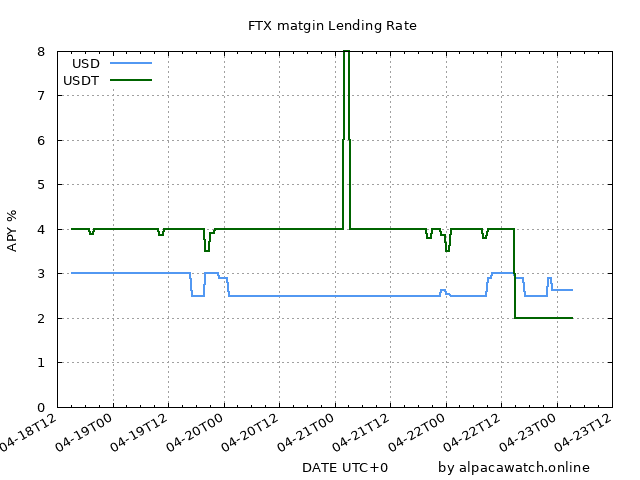 FTX matgin Lending Rate
USD
USDT
8
7
6
5
4
3
2
1
0
APY %
04-18T12
04-19T00
04-19T12
04-20T00
04-20T12
04-21T00
04-21T12
04-22T00
04-22T12
04-23T00
04-23T12
DATE UTC+0
by alpacawatch.online